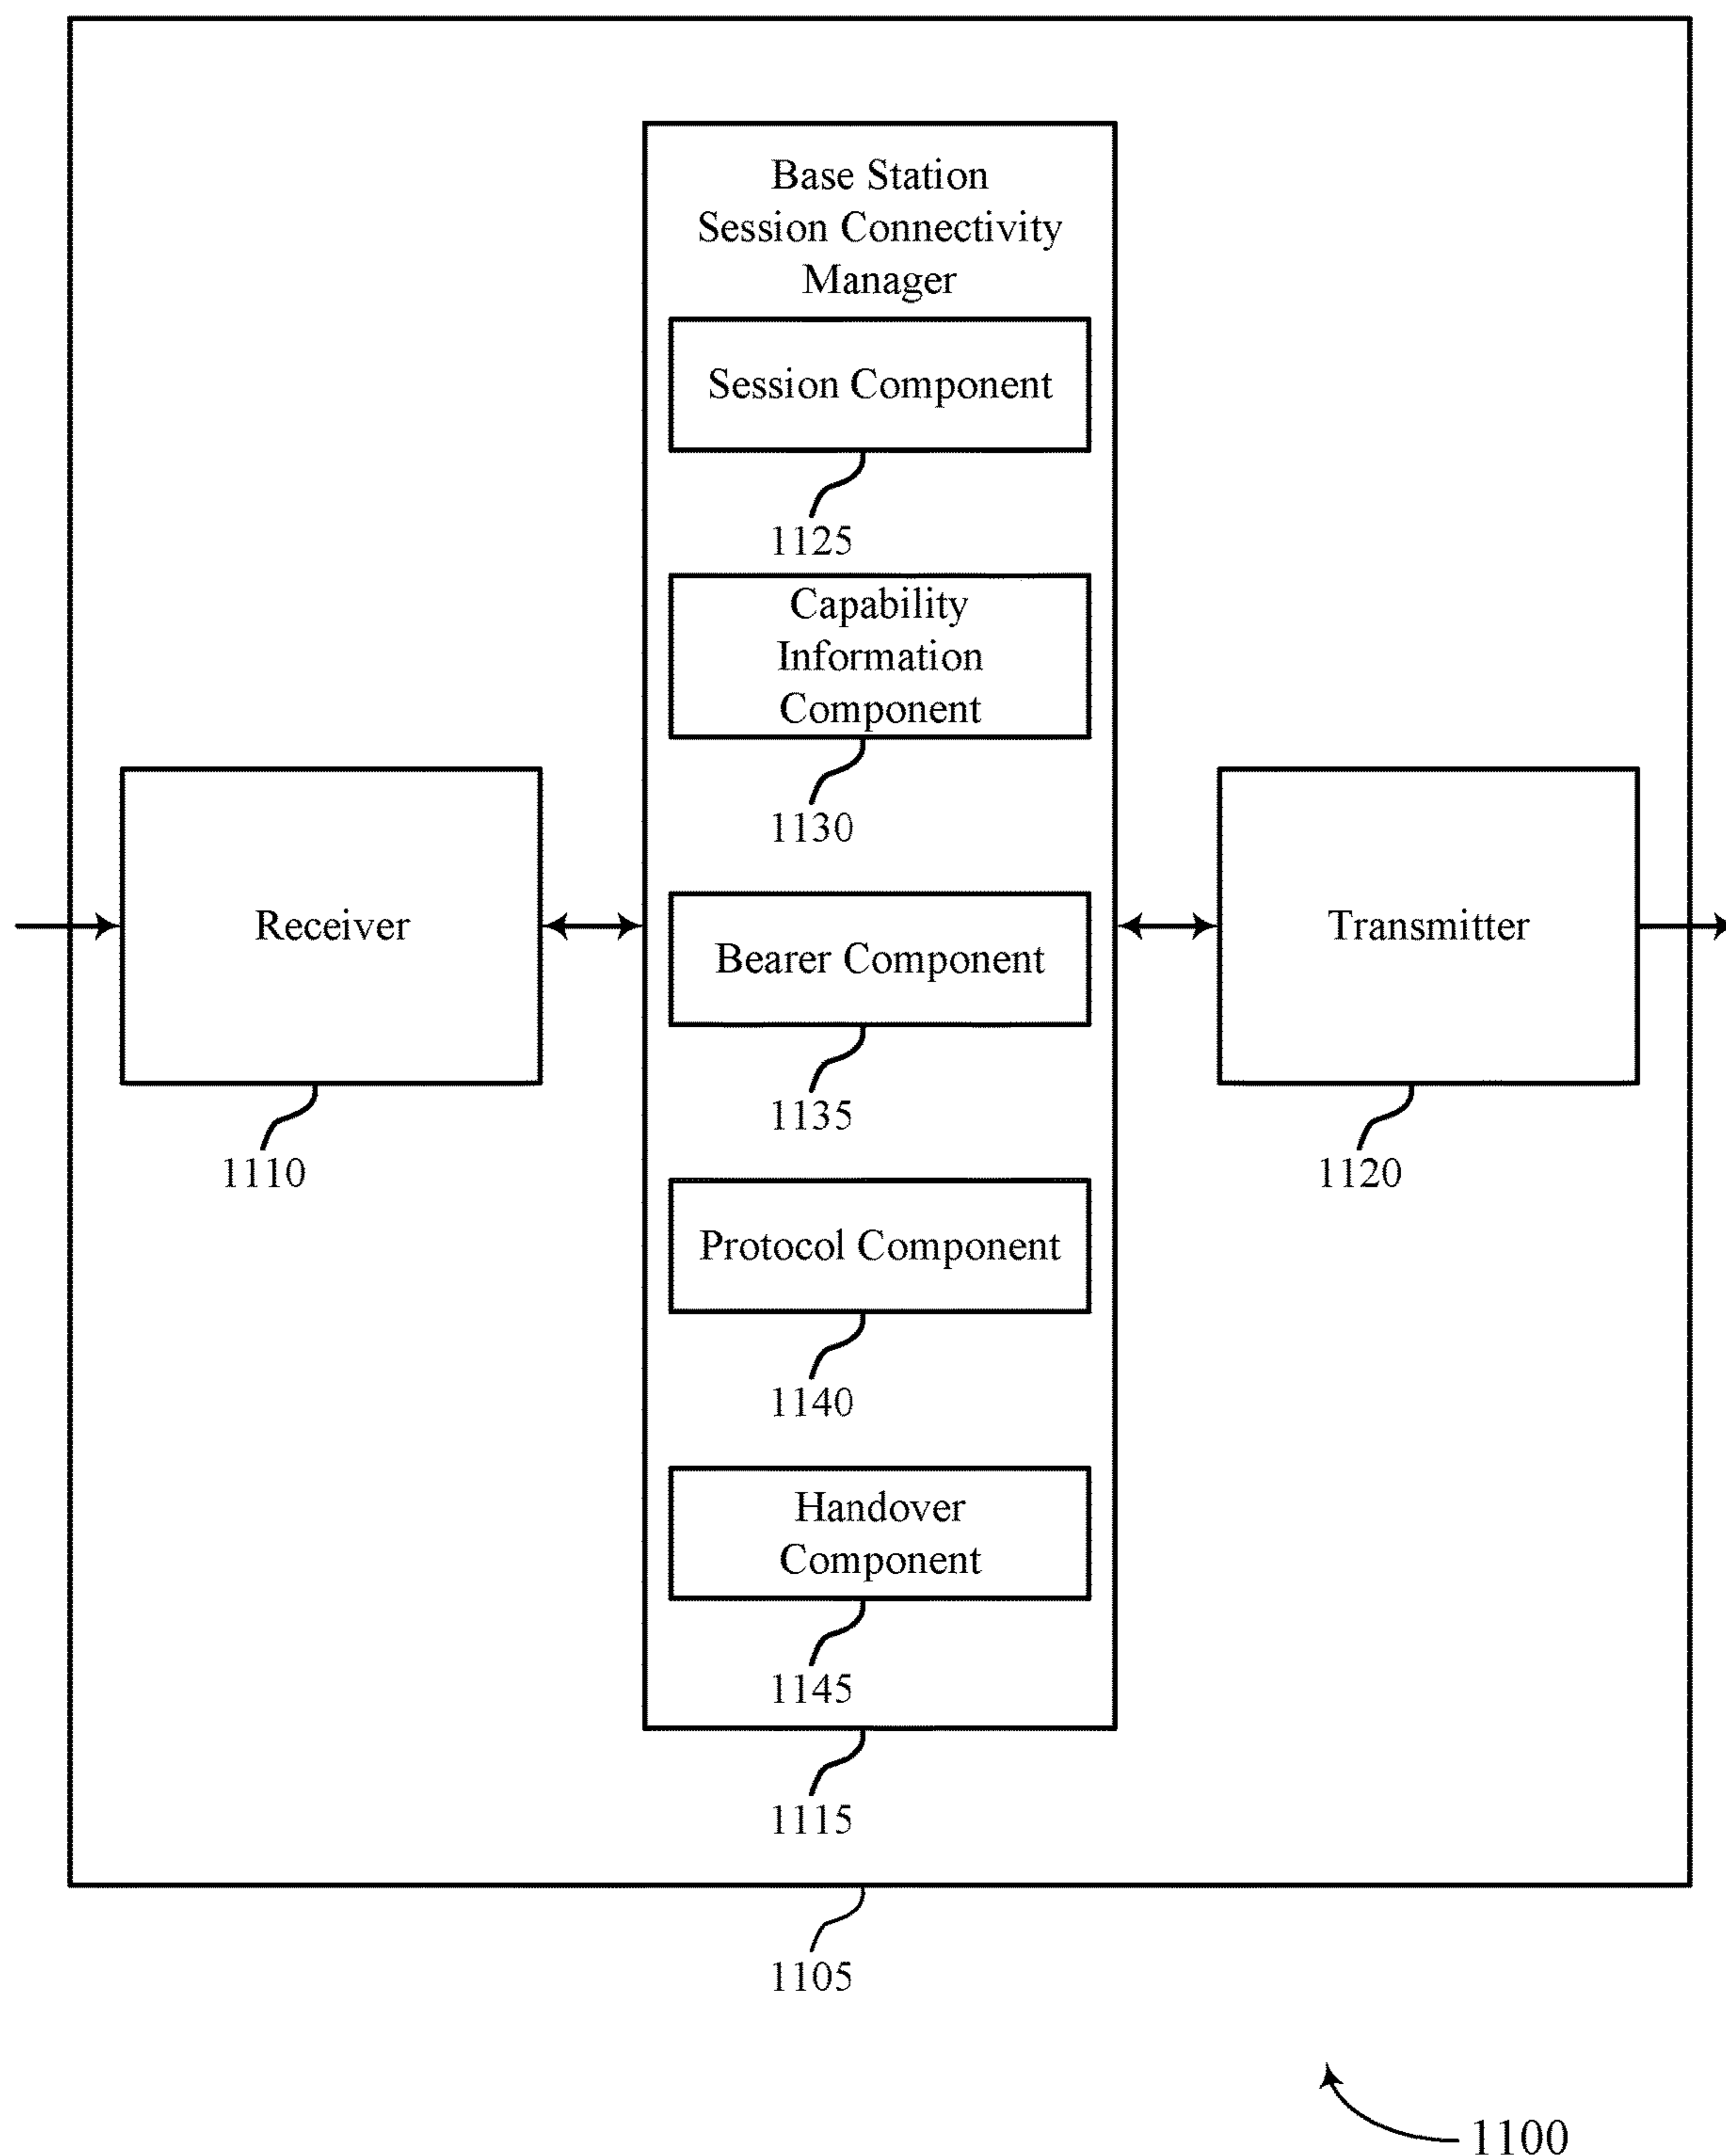 Base Station
Session Connectivity
Manager
Session Component
1125
Capability
Information
Component
1130
Receiver
1110
Bearer Component
1135
Transmitter
1120
Protocol Component
1140
Handover
Component
1145
1115
1105
1100